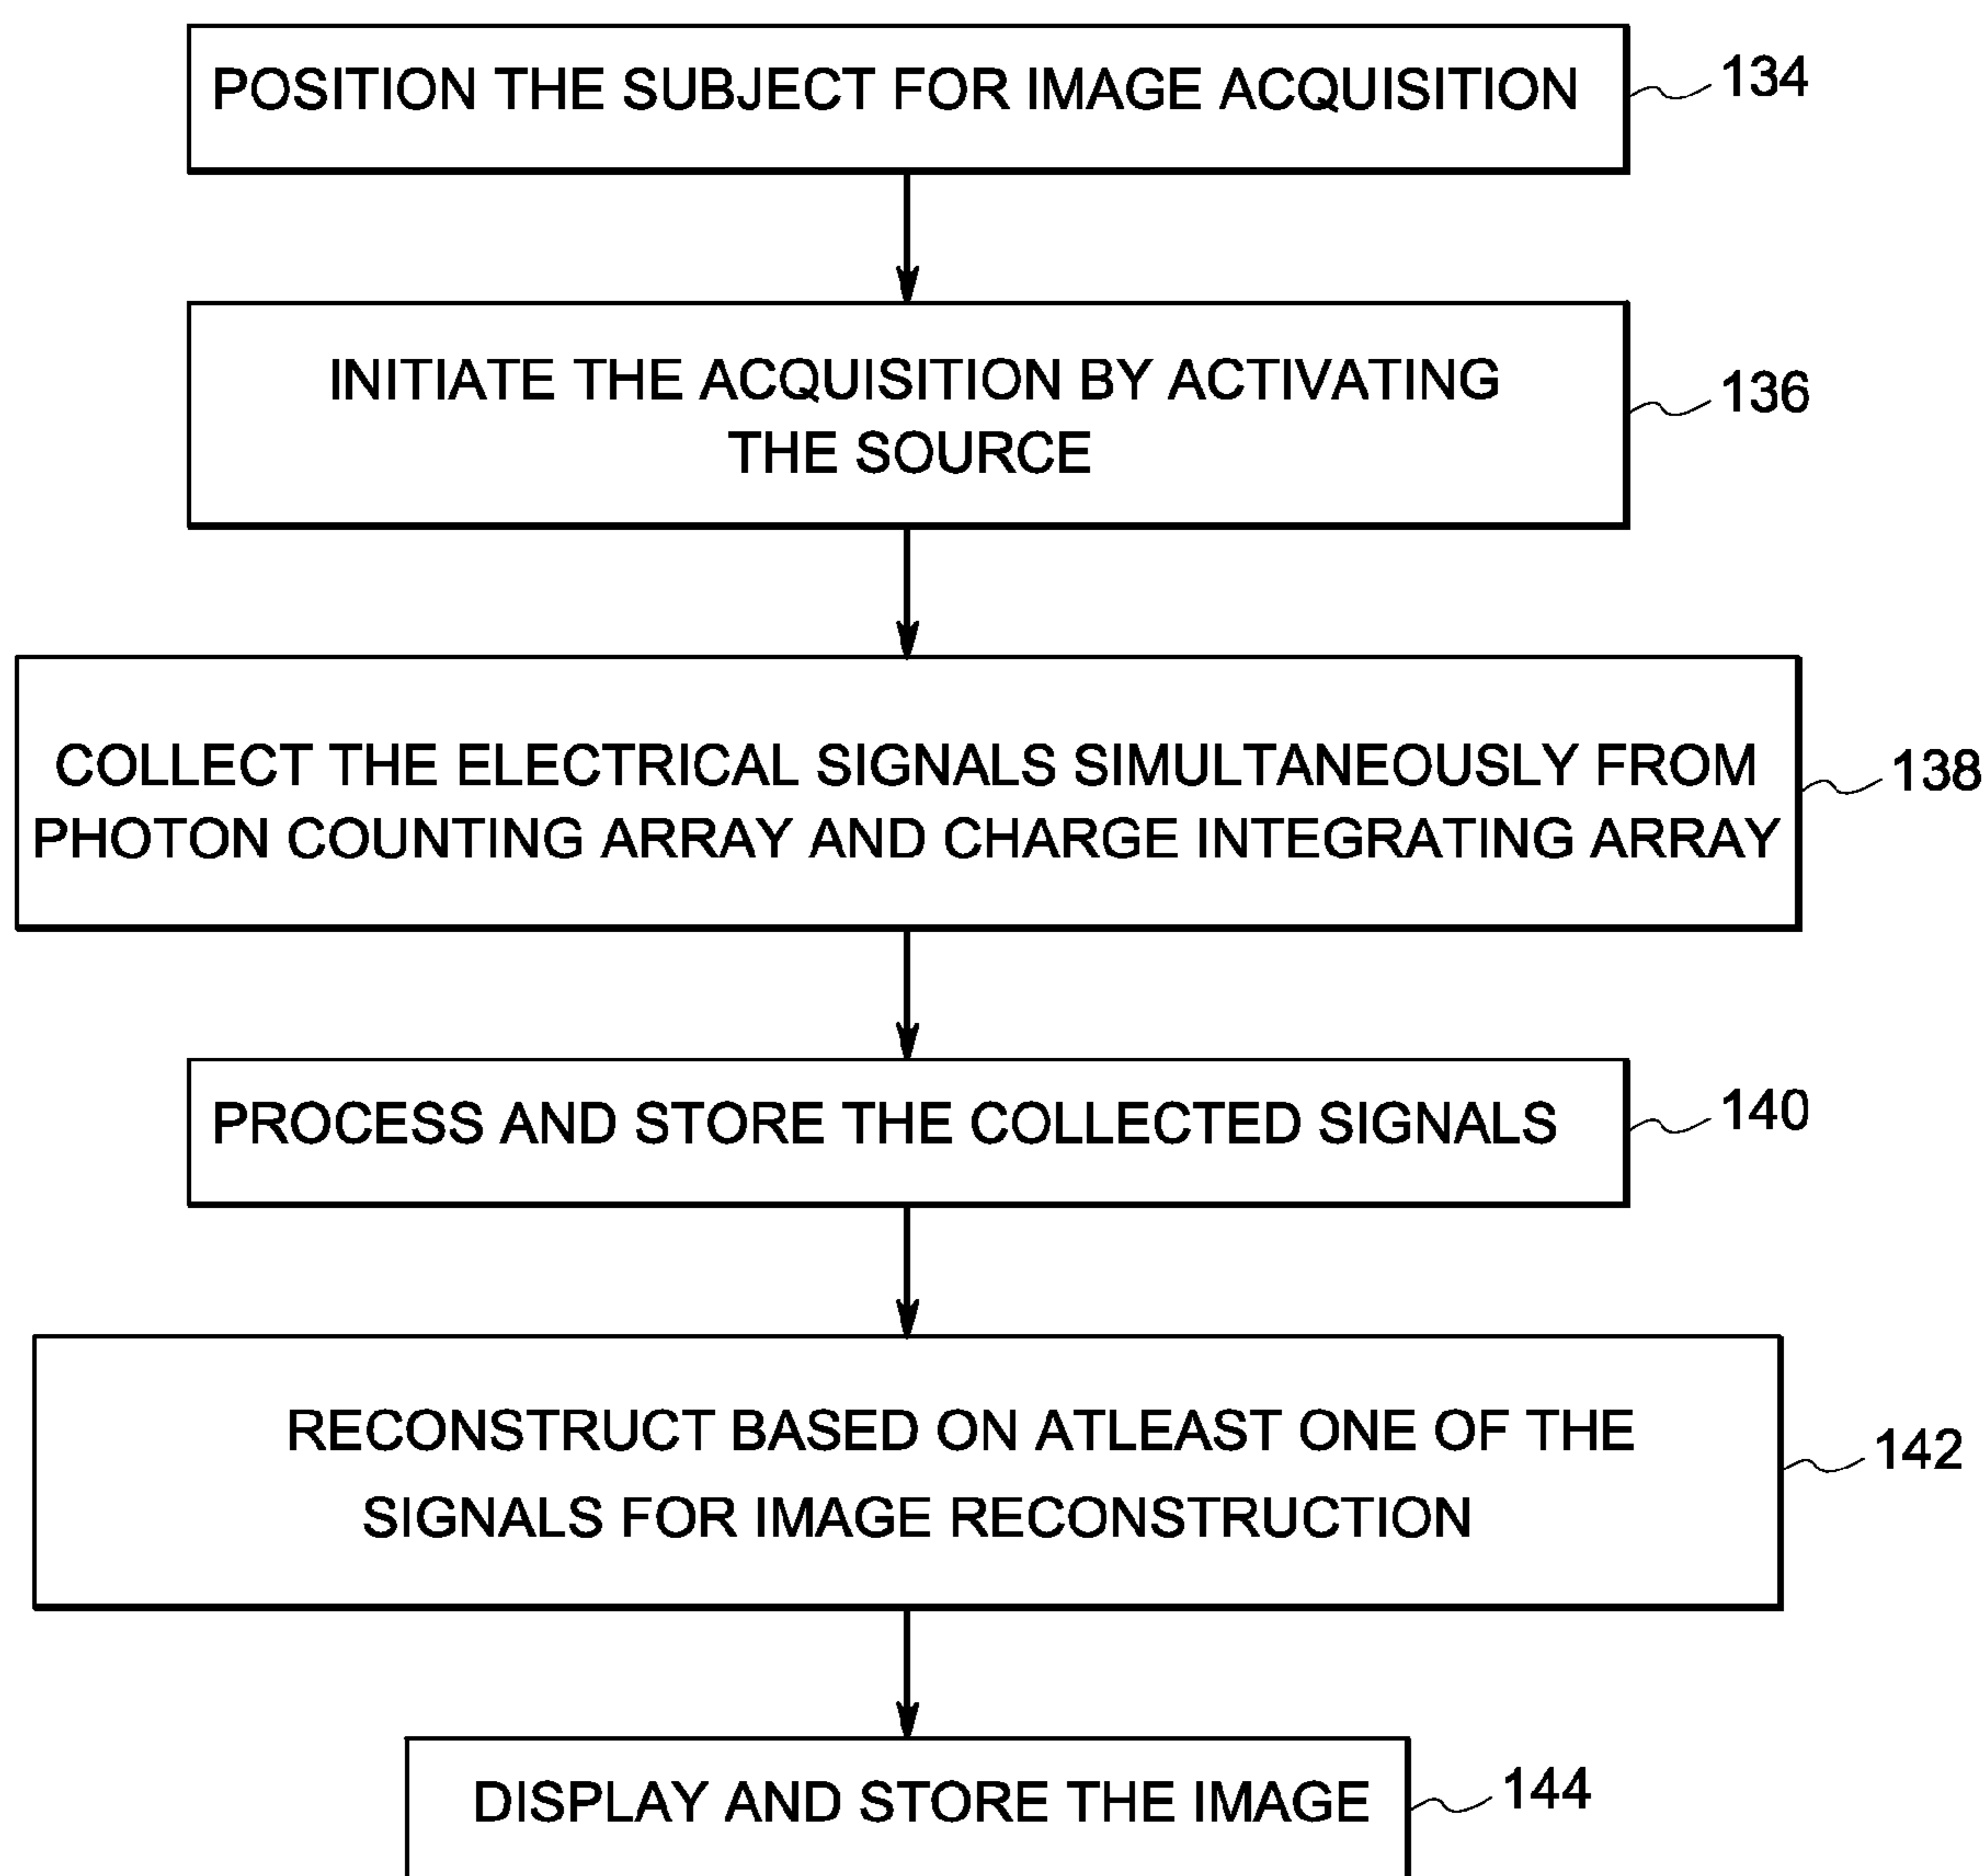 POSITION THE SUBJECT FOR IMAGE ACQUISITION
134
INITIATE THE ACQUISITION BY ACTIVATING
THE SOURCE
136
COLLECT THE ELECTRICAL SIGNALS SIMULTANEOUSLY FROM
PHOTON COUNTING ARRAY AND CHARGE INTEGRATING ARRAY
138
PROCESS AND STORE THE COLLECTED SIGNALS
140
RECONSTRUCT BASED ON ATLEAST ONE OF THE
SIGNALS FOR IMAGE RECONSTRUCTION
142
DISPLAY AND STORE THE IMAGE
144